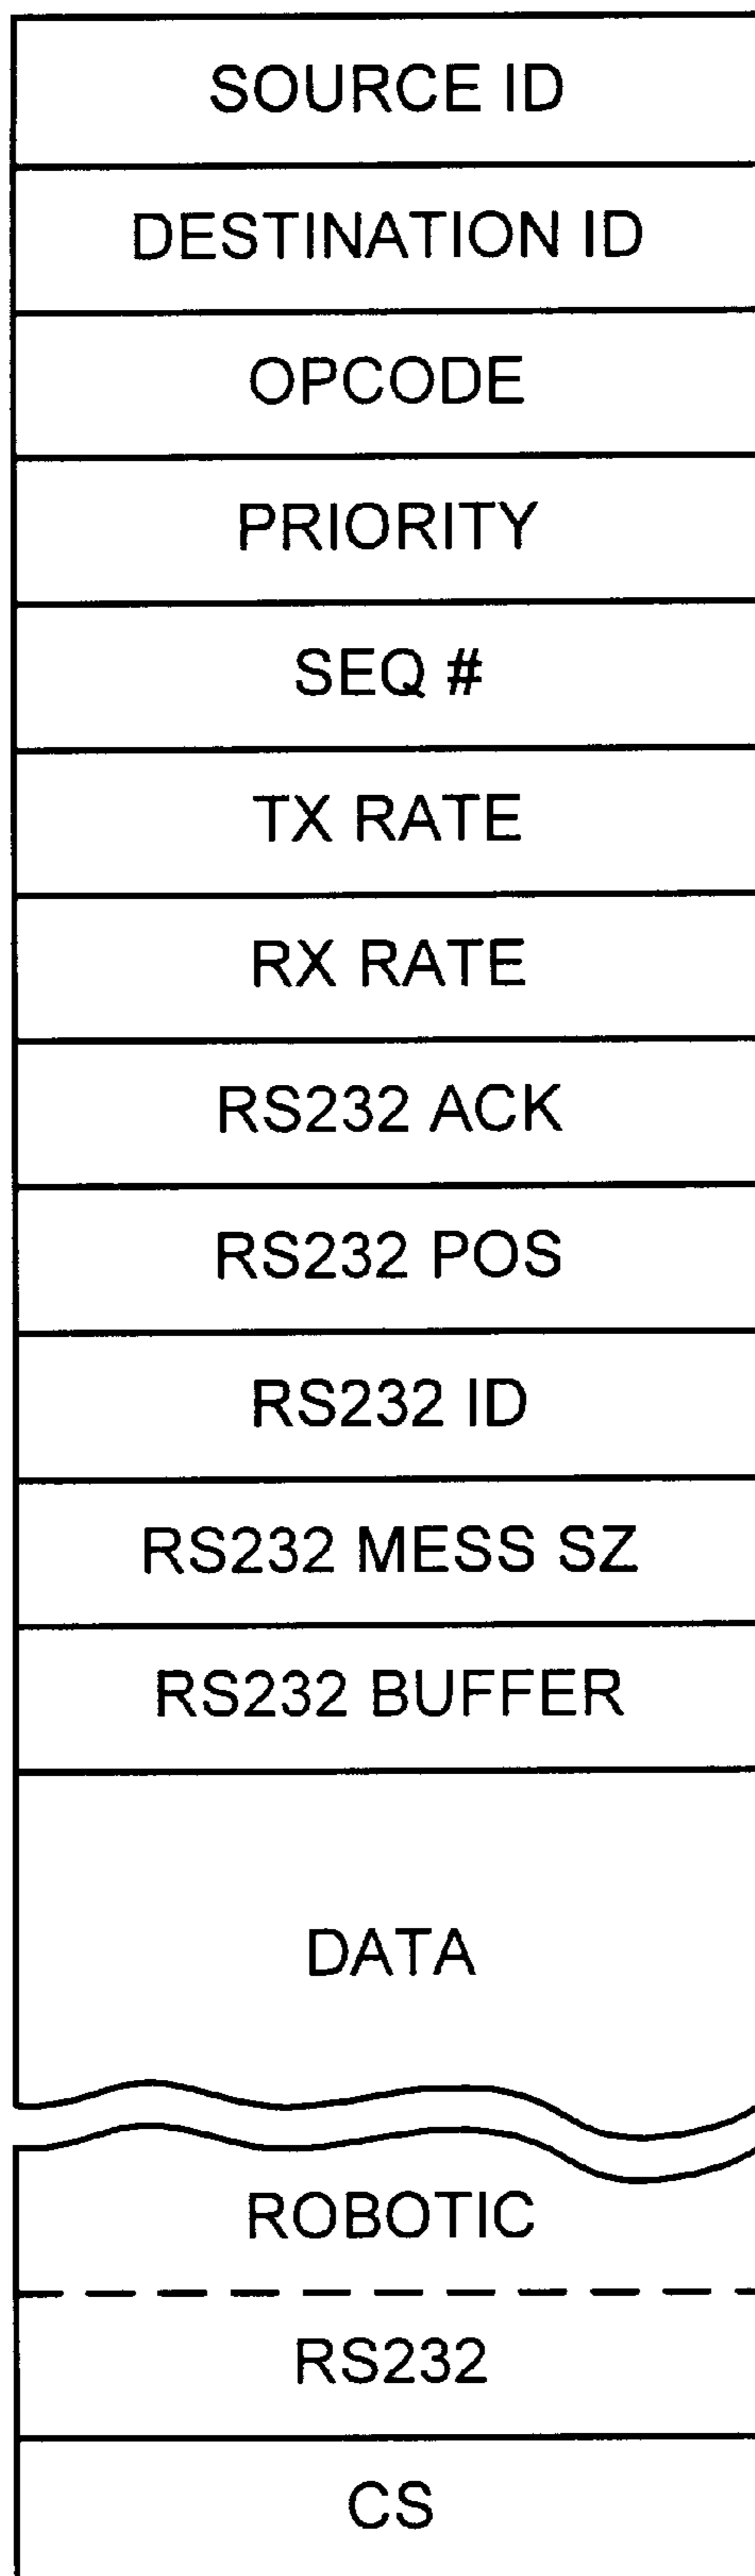 SOURCE ID
DESTINATION ID
OPCODE
PRIORITY
SEQ #
TX RATE
RX RATE
RS232 ACK
RS232 POS
RS232 ID
RS232 MESS SZ
RS232 BUFFER
DATA
ROBOTIC
RS232
CS